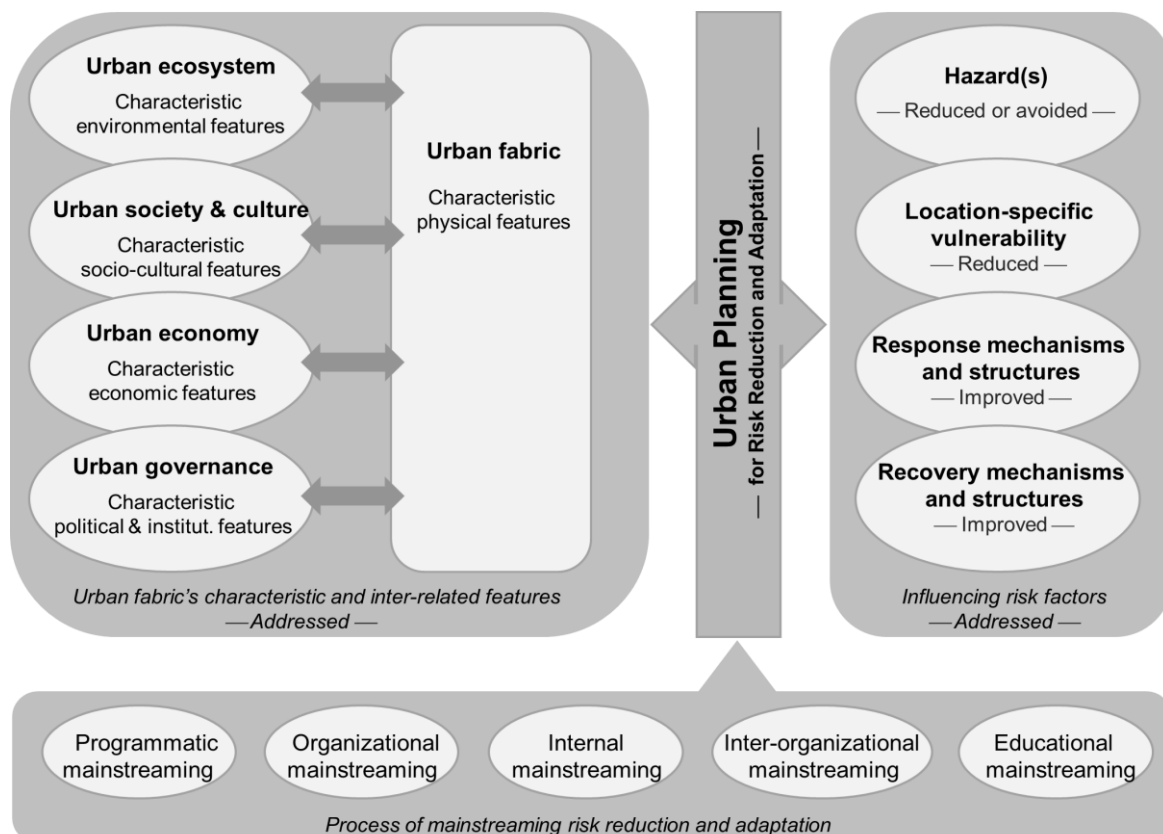 Urban ecosystem
Characteristic
environmental features
Urban society & culture
Characteristic
socio-cultural features
Urban economy
Characteristic
economic features
Urban governance
Characteristic
political & institut. features
Urban fabric
Characteristic
physical features
Urban fabric's characteristic and inter-related features
—Addressed —
Urban Planning
— for Risk Reduction and Adaptation —
Hazard(s)
— Reduced or avoided —
Location-specific
vulnerability
— Reduced —
Response mechanisms
and structures
— Improved —
Recovery mechanisms
and structures
— Improved —
Influencing risk factors
—Addressed —
Programmatic
mainstreaming
Organizational
mainstreaming
Internal
mainstreaming
Inter-organizational
mainstreaming
Educational
mainstreaming
Process of mainstreaming risk reduction and adaptation